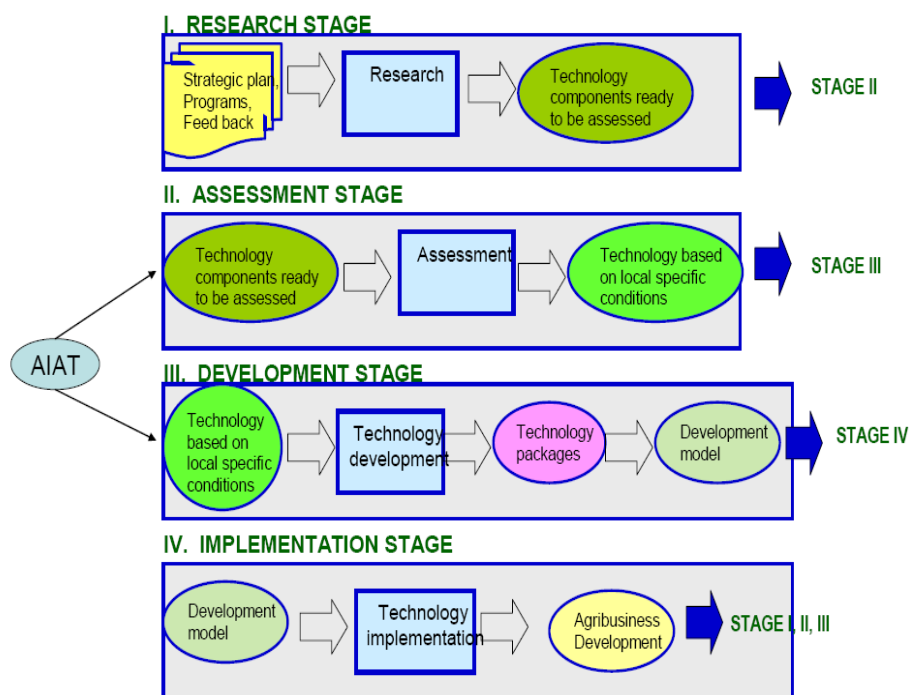 I. RESEARCH STAGE
Strategic plan,
Programs,
Feed back
Research
Technology
components ready
to be assessed
STAGE II
II. ASSESSMENT STAGE
Technology
components ready
to be assessed
Assessment
Technology based
on local specific
conditions
STAGE III
AIAT
III. DEVELOPMENT STAGE
Technology
based on
local specific
conditions
Technology
development
Technology
packages
Development
model
STAGE IV
IV. IMPLEMENTATION STAGE
Development
model
Technology
implementation
Agribusiness
Development
STAGE I, II, III